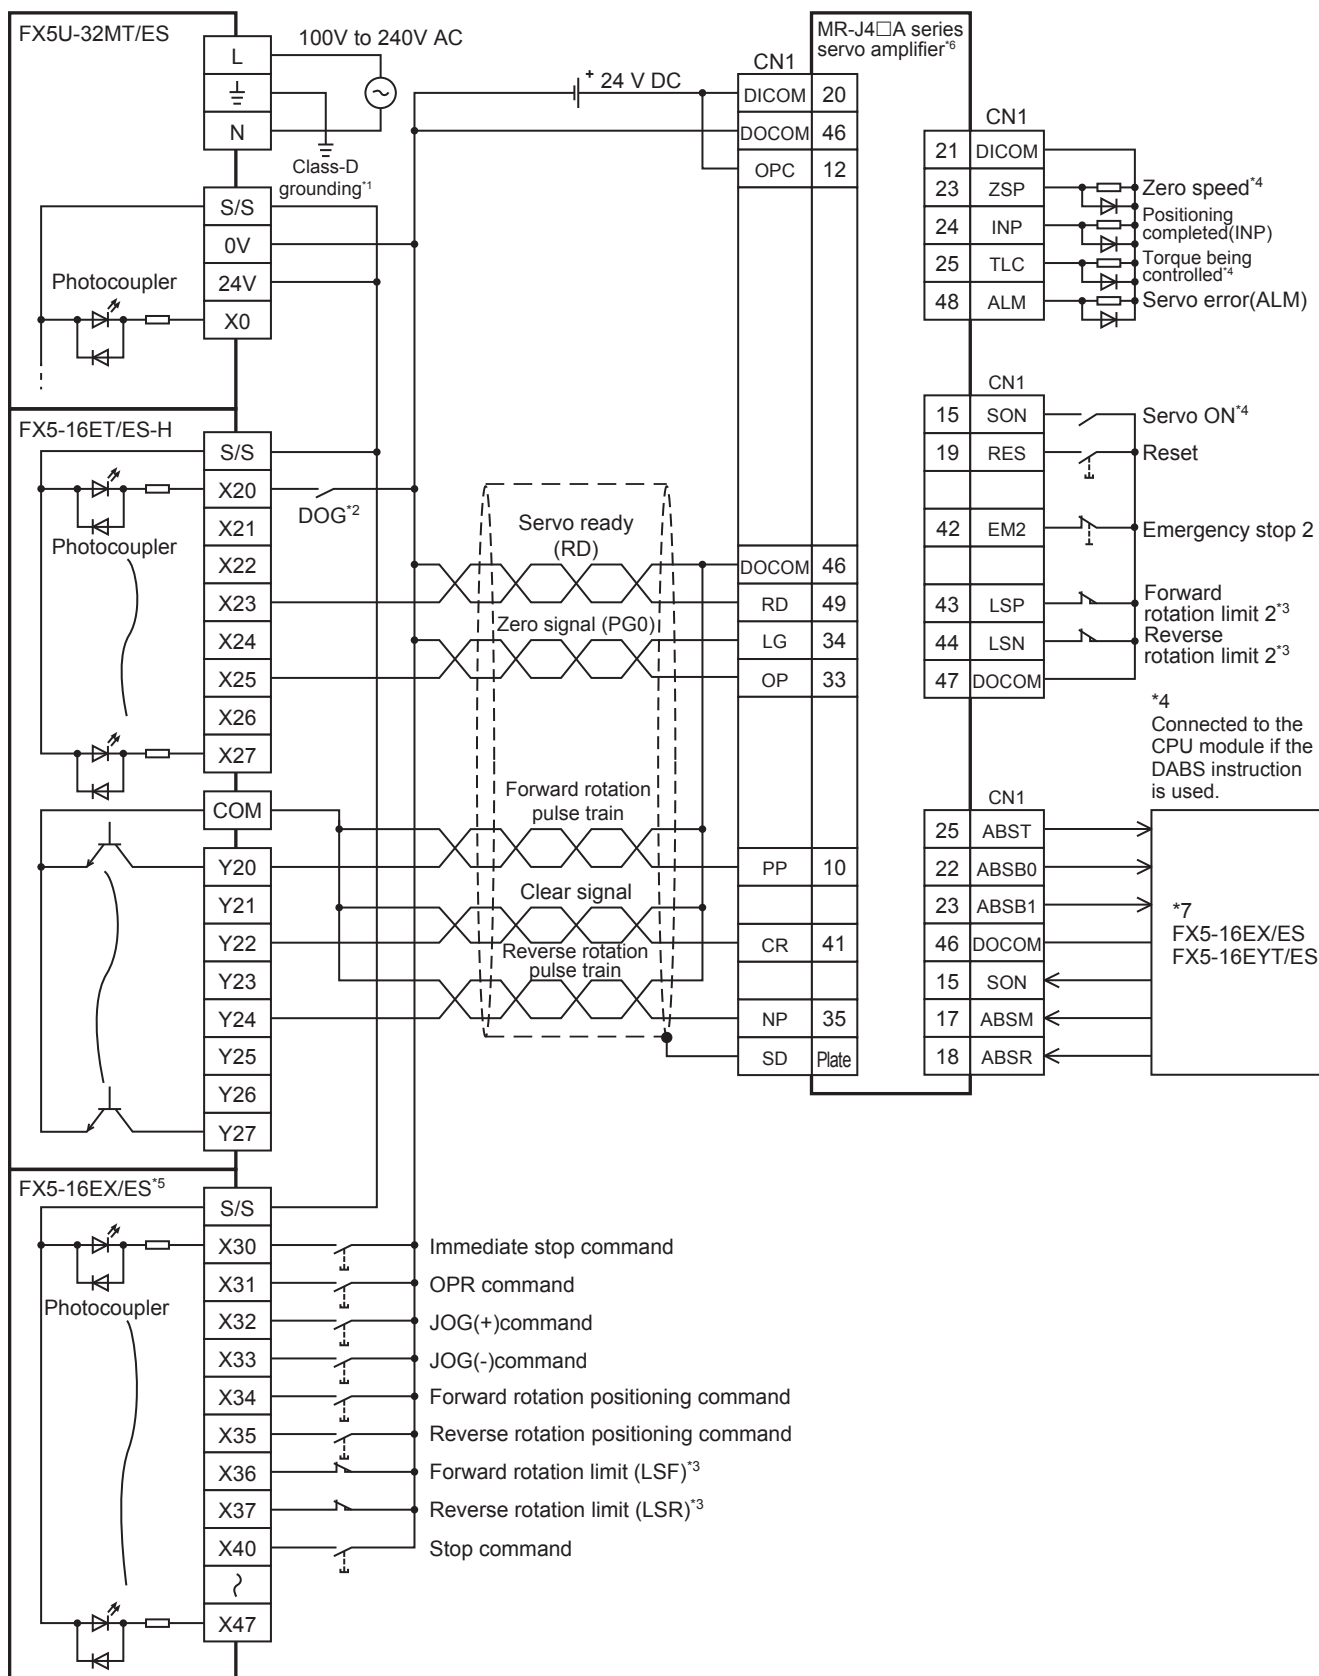 FX5U-32MT/ES
L
N
100V to 240V AC
Class-D
grounding*1
S/S
0V
24V
X0
Photocoupler
FX5-16ET/ES-H
S/S
X20
X21
X22
X23
X24
X25
X26
X27
DOG*2
Photocoupler
COM
Y20
Y21
Y22
Y23
Y24
Y25
Y26
Y27
FX5-16EX/ES*5
S/S
X30
X31
X32
X33
X34
X35
X36
X37
X40
X47
Photocoupler
Immediate stop command
OPR command
JOG(+)command
JOG(-)command
Forward rotation positioning command
Reverse rotation positioning command
Forward rotation limit (LSF)*3
Reverse rotation limit (LSR)*3
Stop command
+ 24 V DC
Servo ready
(RD)
Zero signal (PG0)
Forward rotation
pulse train
Clear signal
Reverse rotation
pulse train
MR-J4□A series
servo amplifier*6
CN1
DICOM 20
DOCOM 46
OPC 12
DOCOM 46
RD 49
LG 34
OP 33
PP 10
CR 41
NP 35
SD Plate
CN1
21 DICOM
23 ZSP
24 INP
25 TLC
48 ALM
Zero speed*4
Positioning
completed(INP)
Torque being
controlled*4
Servo error(ALM)
CN1
15 SON
19 RES
42 EM2
43 LSP
44 LSN
47 DOCOM
Servo ON*4
Reset
Emergency stop 2
Forward
rotation limit 2*3
Reverse
rotation limit 2*3
*4
Connected to the
CPU module if the
DABS instruction
is used.
CN1
25 ABST
22 ABSB0
23 ABSB1
46 DOCOM
15 SON
17 ABSM
18 ABSR
*7
FX5-16EX/ES
FX5-16EYT/ES